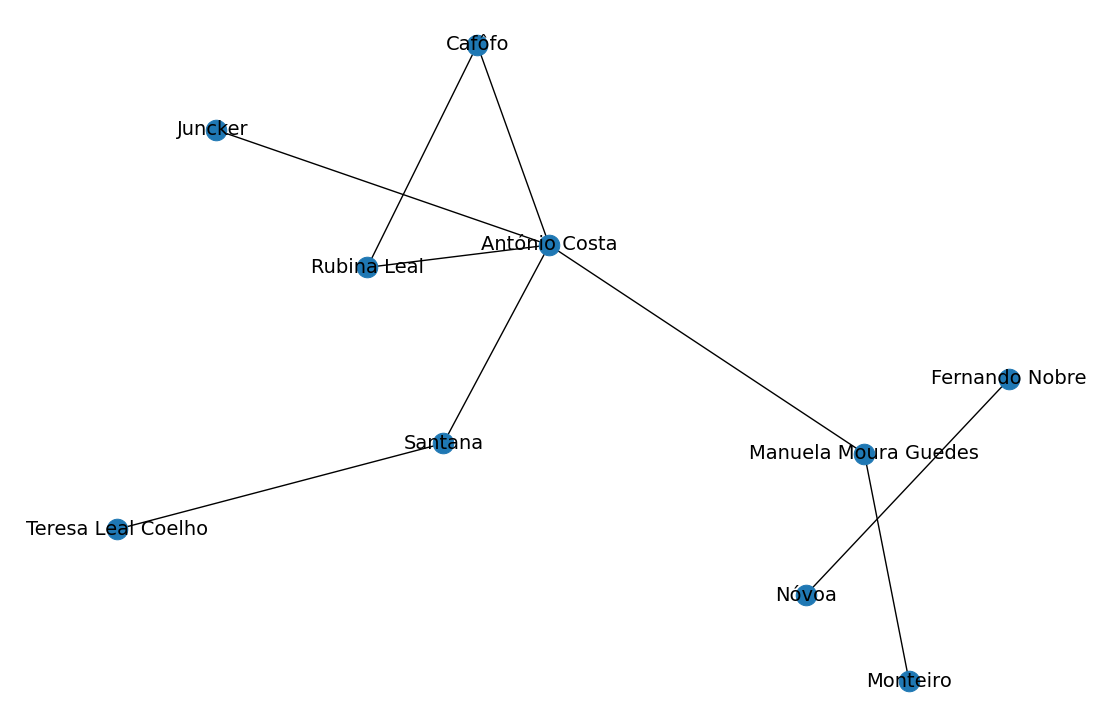 Cafôfo
Juncker
António Costa
Rubina Leal
Fernando Nobre
Santana
Manuela Moura Guedes
Teresa Leal Coelho
Nóvoa
Monteiro